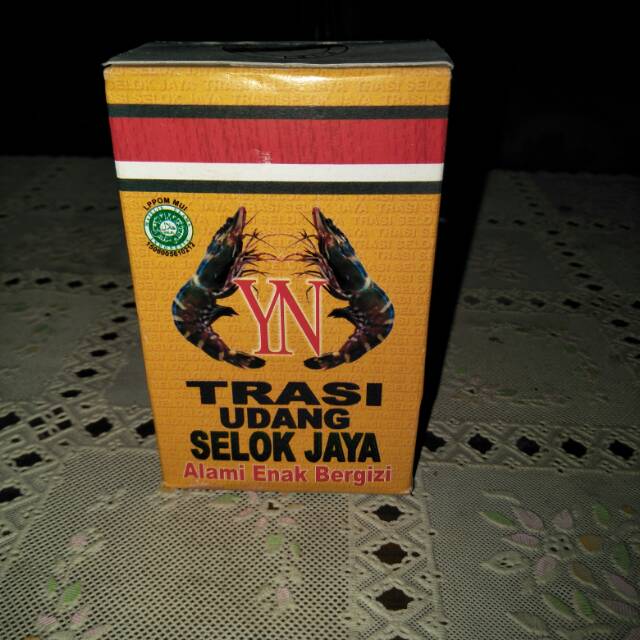 LPPOM MUI
YN
TRASI
UDANG
SELOK JAYA
Alami Enak Bergizi